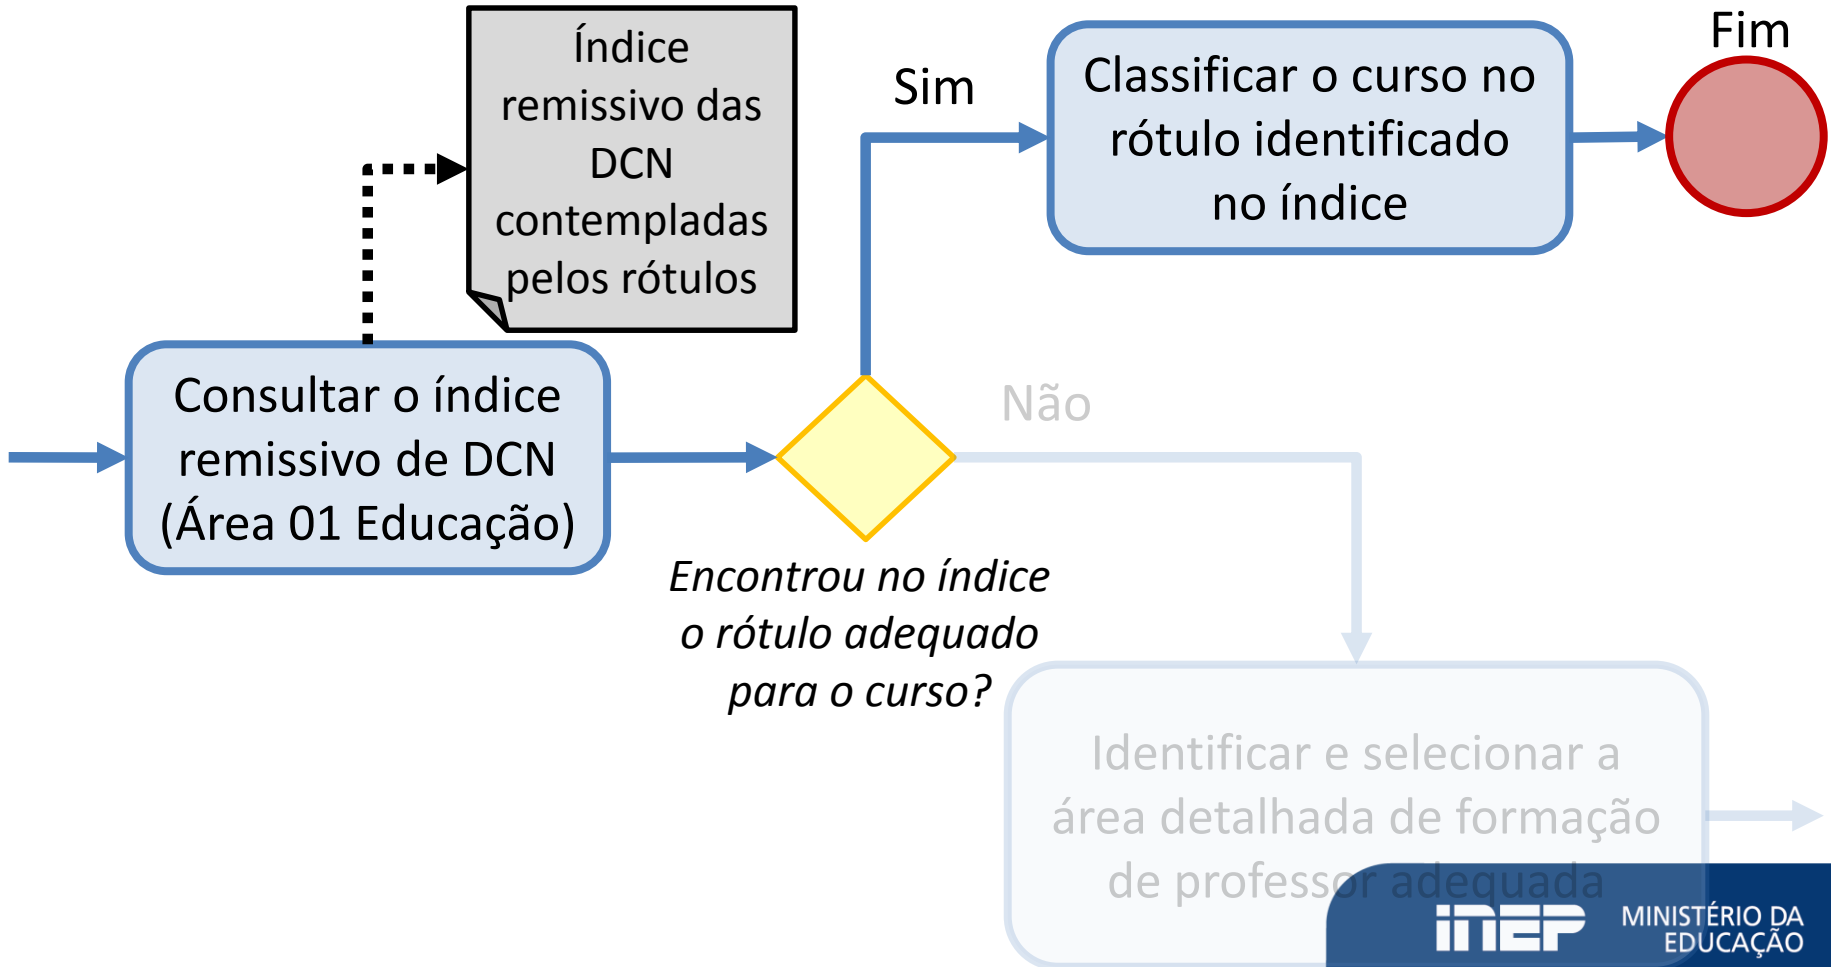 Índice
remissivo das
DCN
contempladas
pelos rótulos
Sim
Classificar o curso no
rótulo identificado
no índice
Fim
Consultar o índice
remissivo de DCN
(Área 01 Educação)
Não
Encontrou no índice
o rótulo adequado
para o curso?
Identificar e selecionar a
área detalhada de formação
de professor adequada
inep
MINISTÉRIO DA
EDUCAÇÃO